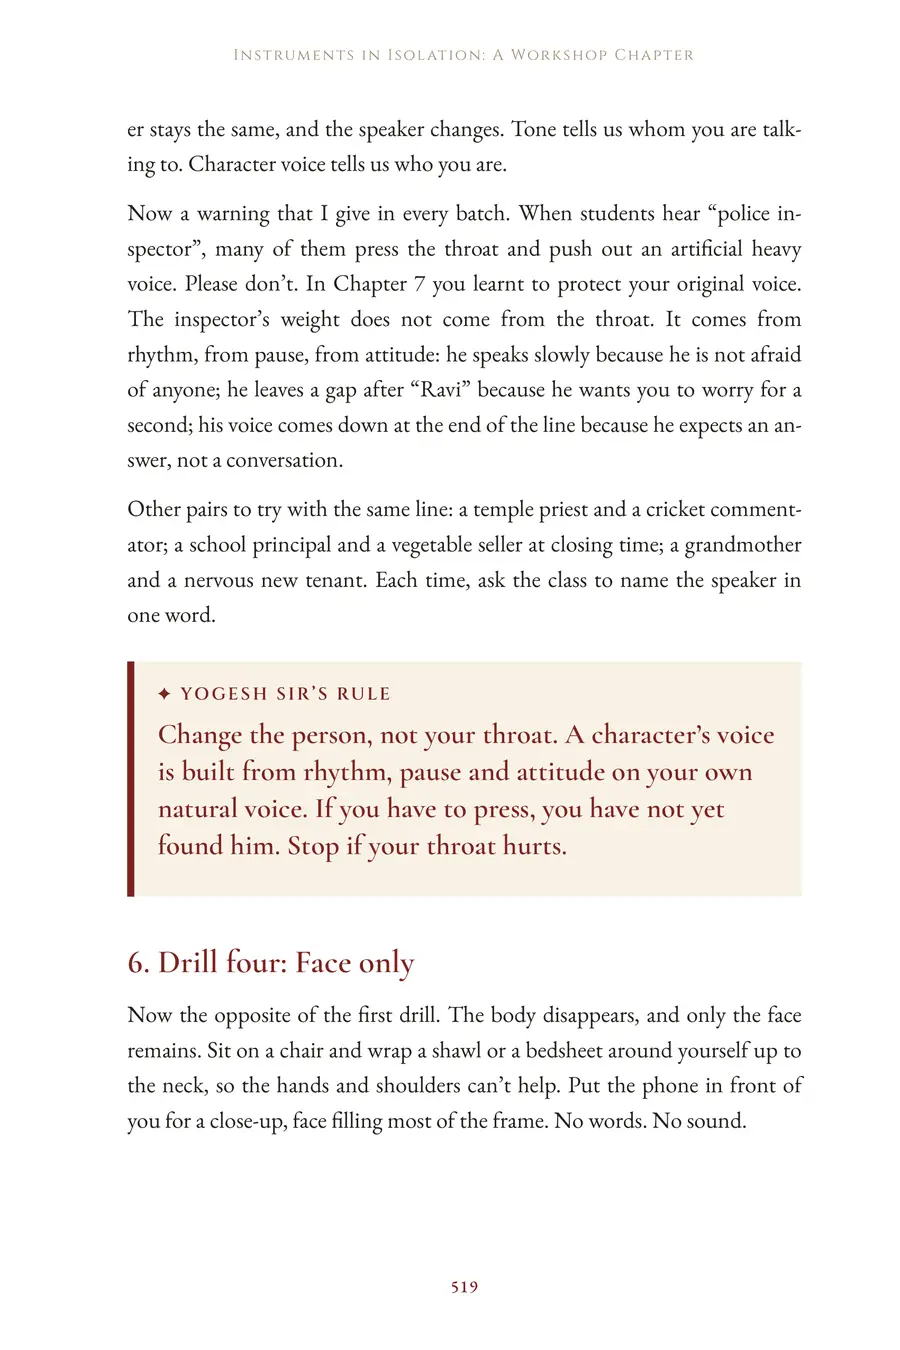 Instruments in Isolation: A Workshop Chapter
er stays the same, and the speaker changes. Tone tells us whom you are talk-
ing to. Character voice tells us who you are.
Now a warning that I give in every batch. When students hear “police in-
spector”, many of them press the throat and push out an artificial heavy
voice. Please don’t. In Chapter 7 you learnt to protect your original voice.
The inspector’s weight does not come from the throat. It comes from
rhythm, from pause, from attitude: he speaks slowly because he is not afraid
of anyone; he leaves a gap after “Ravi” because he wants you to worry for a
second; his voice comes down at the end of the line because he expects an an-
swer, not a conversation.
Other pairs to try with the same line: a temple priest and a cricket comment-
ator; a school principal and a vegetable seller at closing time; a grandmother
and a nervous new tenant. Each time, ask the class to name the speaker in
one word.
✦ YOGESH SIR’S RULE
Change the person, not your throat. A character’s voice
is built from rhythm, pause and attitude on your own
natural voice. If you have to press, you have not yet
found him. Stop if your throat hurts.
6. Drill four: Face only
Now the opposite of the first drill. The body disappears, and only the face
remains. Sit on a chair and wrap a shawl or a bedsheet around yourself up to
the neck, so the hands and shoulders can’t help. Put the phone in front of
you for a close-up, face filling most of the frame. No words. No sound.
519